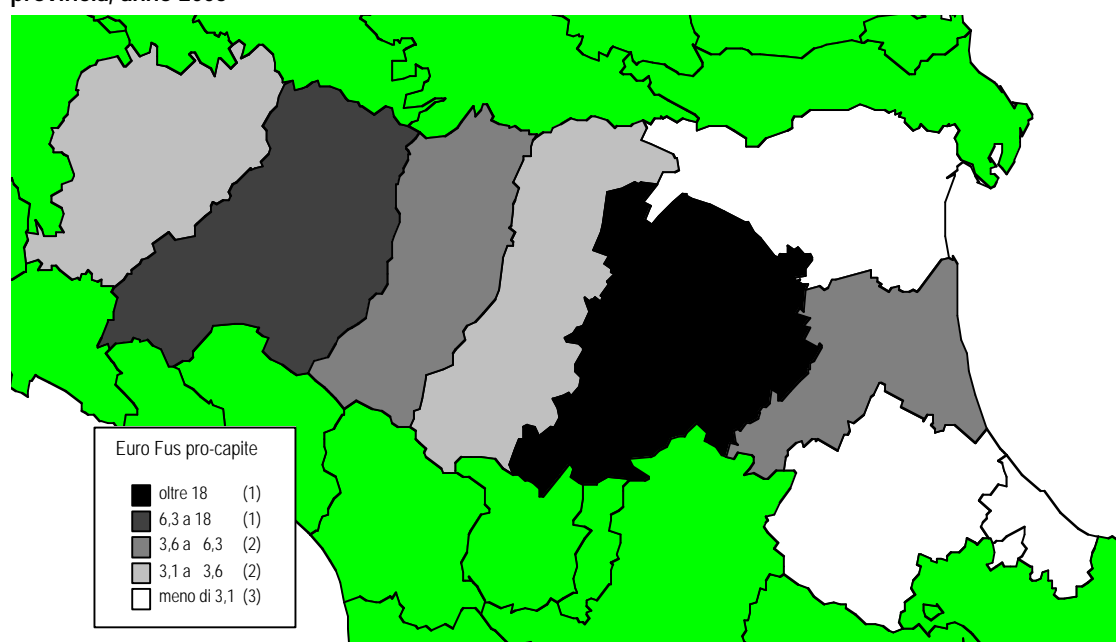 Euro Fus pro-capite
oltre 18 (1)
6,3 a 18 (1)
3,6 a 6,3 (2)
3,1 a 3,6 (2)
meno di 3,1 (3)